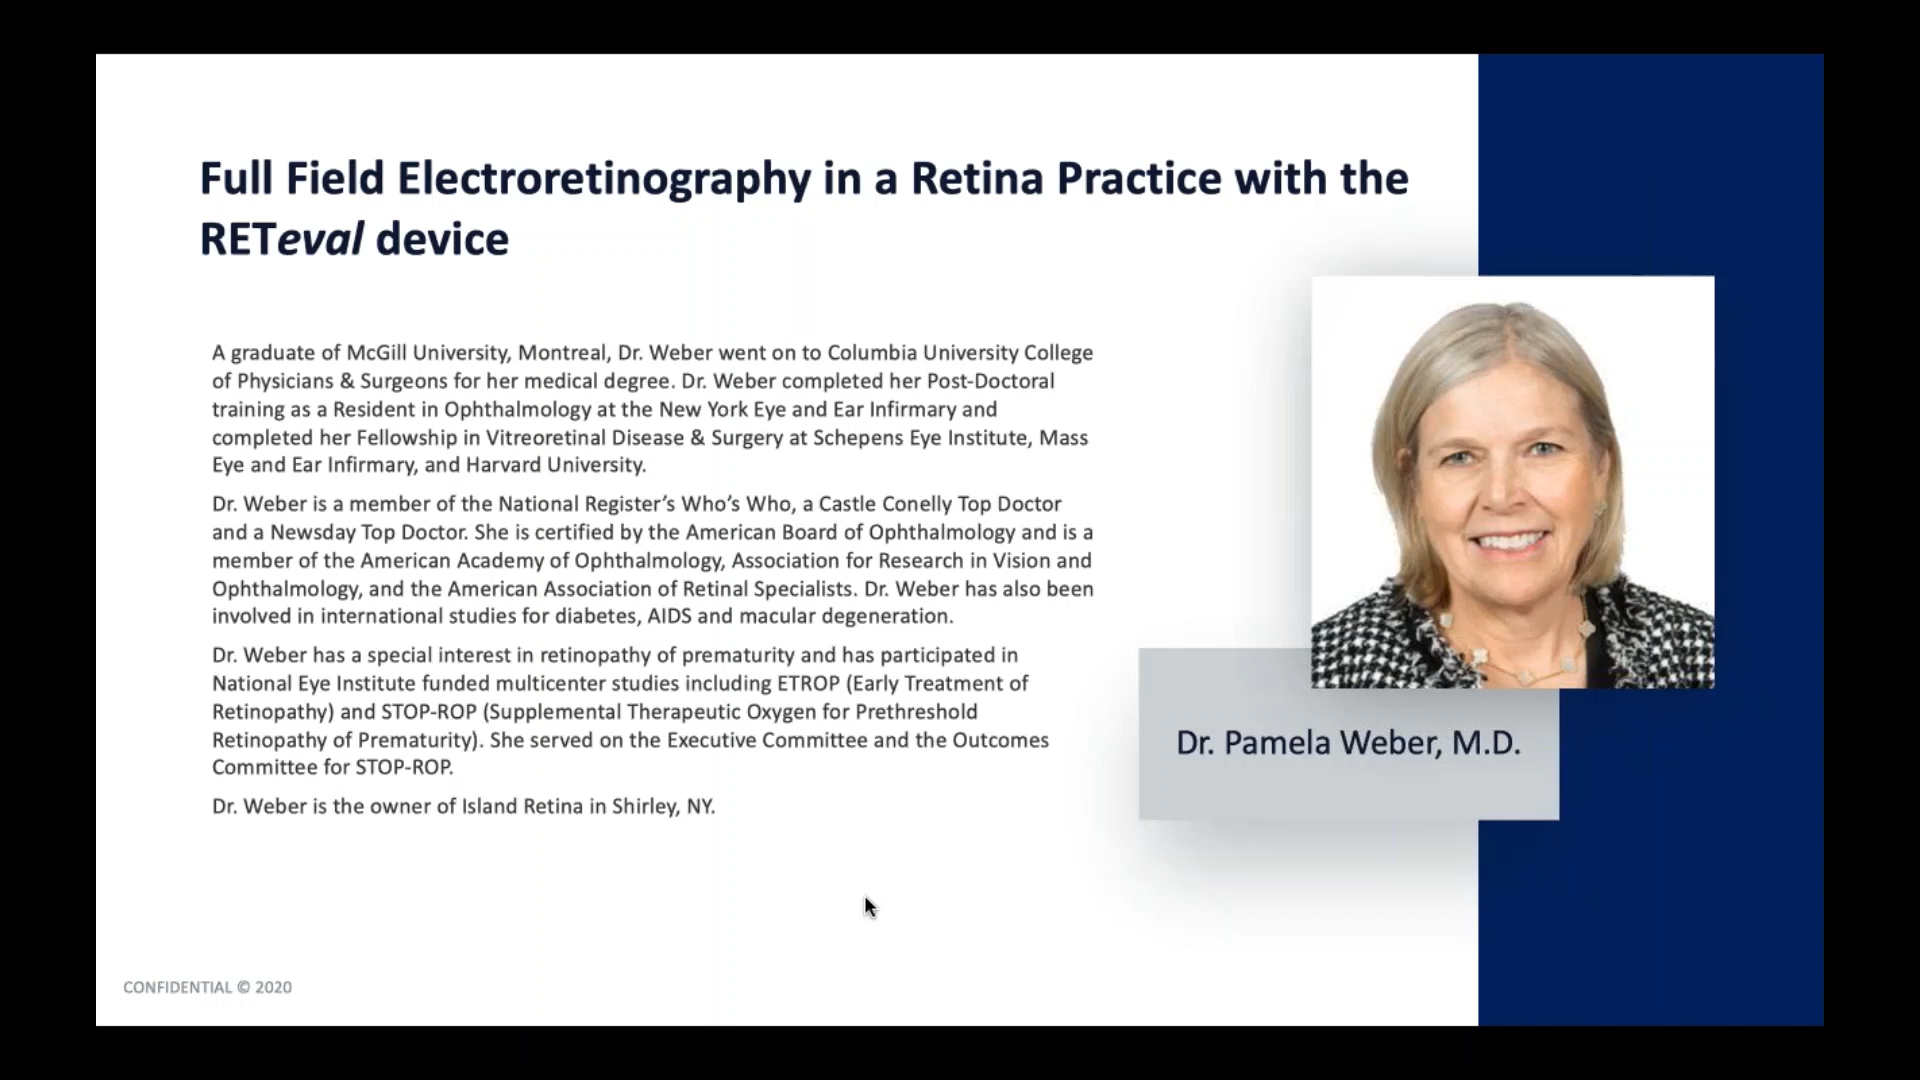 Full Field Electroretinography in a Retina Practice with the
RETeval device
A graduate of McGill University, Montreal, Dr. Weber went on to Columbia University College
of Physicians & Surgeons for her medical degree. Dr. Weber completed her Post-Doctoral
training as a Resident in Ophthalmology at the New York Eye and Ear Infirmary and
completed her Fellowship in Vitreoretinal Disease & Surgery at Schepens Eye Institute, Mass
Eye and Ear Infirmary, and Harvard University.
Dr. Weber is a member of the National Register’s Who’s Who, a Castle Conelly Top Doctor
and a Newsday Top Doctor. She is certified by the American Board of Ophthalmology and is a
member of the American Academy of Ophthalmology, Association for Research in Vision and
Ophthalmology, and the American Association of Retinal Specialists. Dr. Weber has also been
involved in international studies for diabetes, AIDS and macular degeneration.
Dr. Weber has a special interest in retinopathy of prematurity and has participated in
National Eye Institute funded multicenter studies including ETROP (Early Treatment of
Retinopathy) and STOP-ROP (Supplemental Therapeutic Oxygen for Prethreshold
Retinopathy of Prematurity). She served on the Executive Committee and the Outcomes
Committee for STOP-ROP.
Dr. Weber is the owner of Island Retina in Shirley, NY.
Dr. Pamela Weber, M.D.
CONFIDENTIAL © 2020